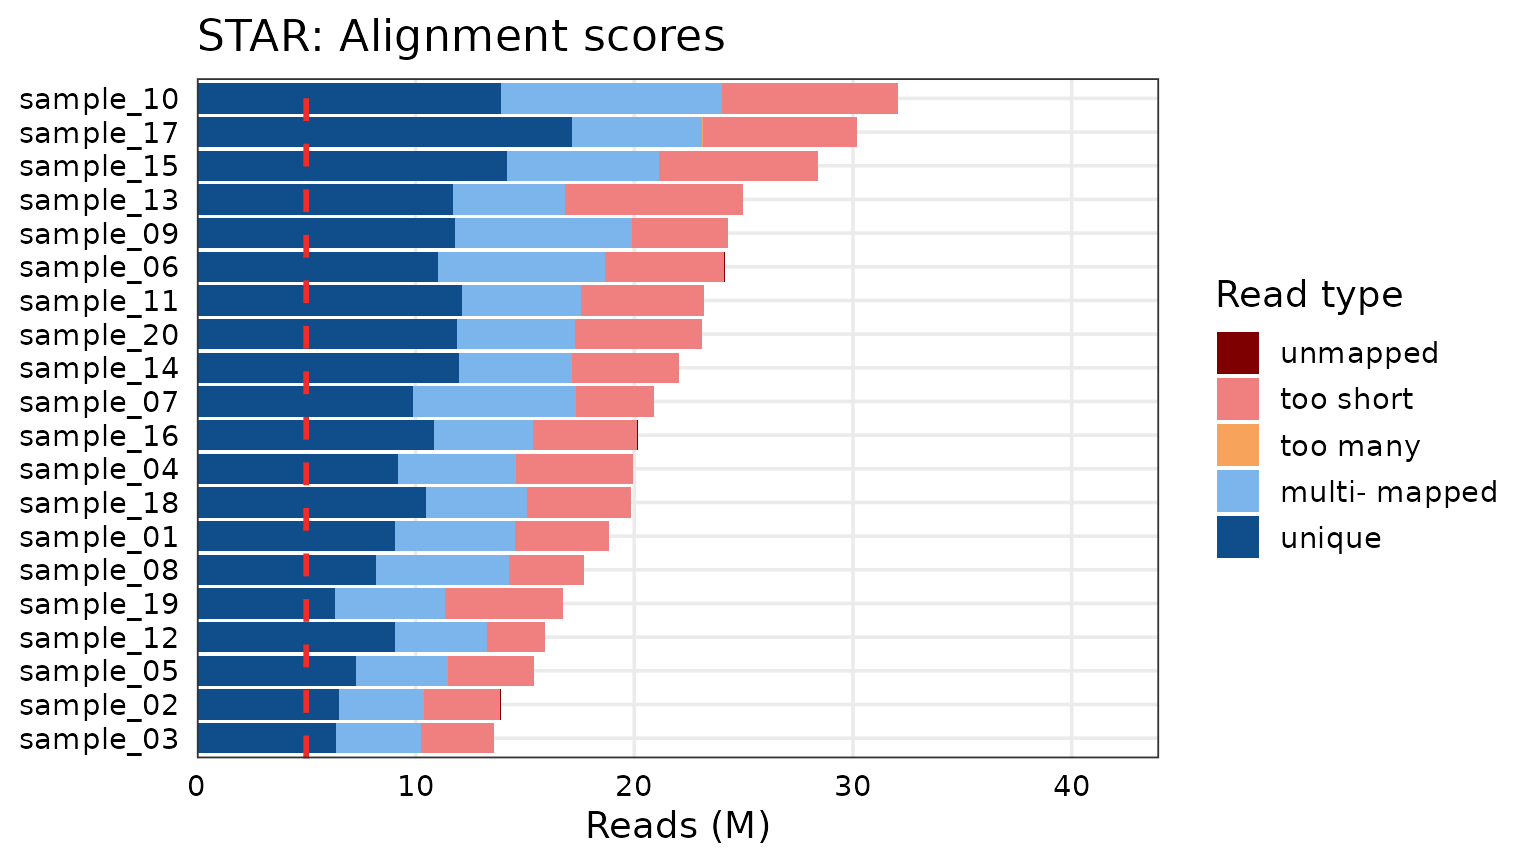 STAR: Alignment scores
sample_10
sample_17
sample_15
sample_13
sample_09
sample_06
sample_11
sample_20
sample_14
sample_07
sample_16
sample_04
sample_18
sample_01
sample_08
sample_19
sample_12
sample_05
sample_02
sample_03
0 10 20 30 40
Reads (M)
Read type
unmapped
too short
too many
multi- mapped
unique